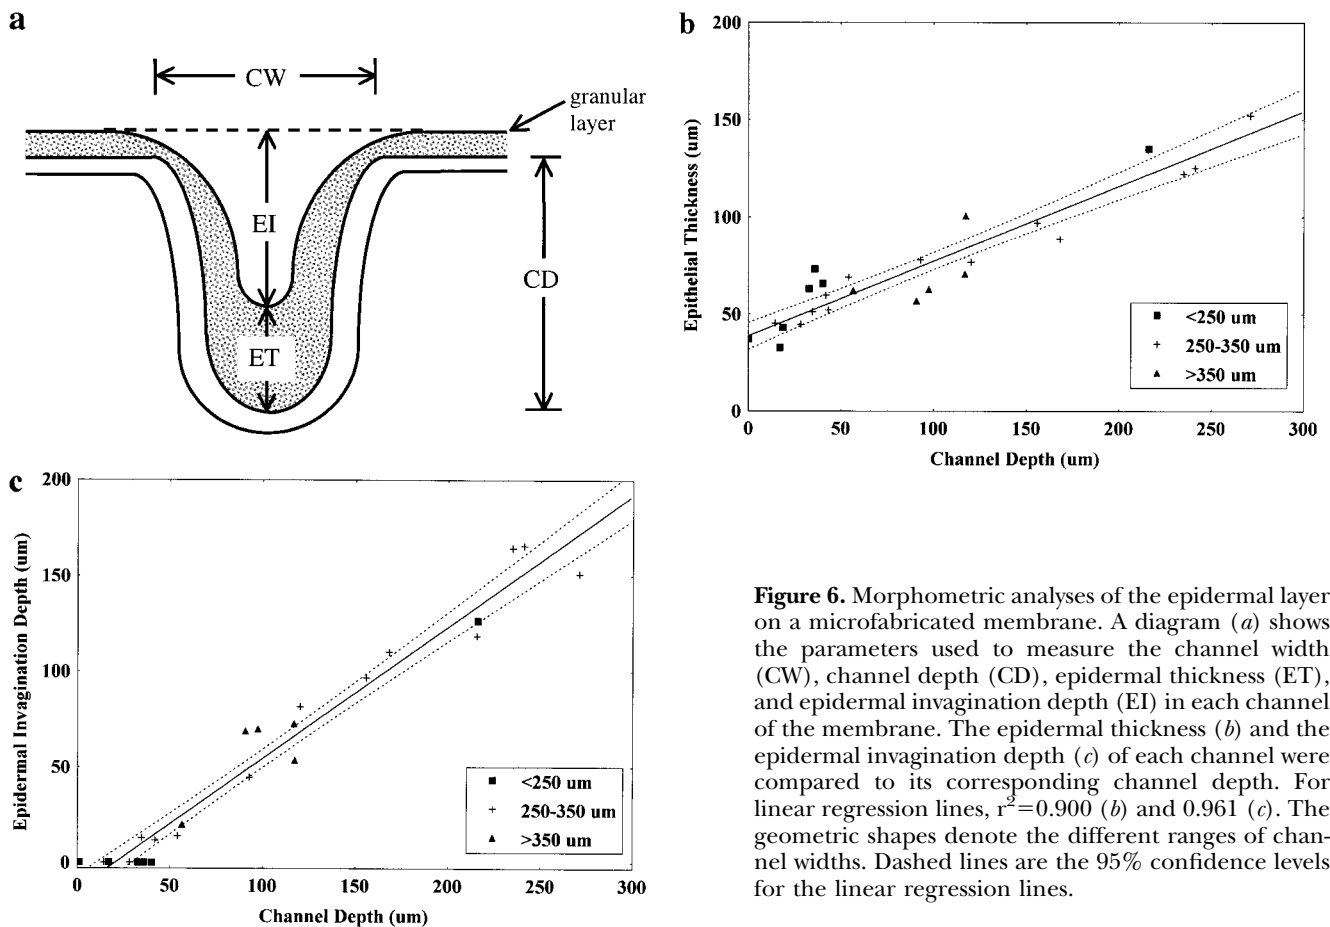 a
CW
granular
layer
EI
CD
ET
b
200
150
100
50
0
Epithelial Thickness (um)
<250 um
250-350 um
>350 um
0 50 100 150 200 250 300
Channel Depth (um)
c
200
150
100
50
0
Epidermal Invagination Depth (um)
<250 um
250-350 um
>350 um
0 50 100 150 200 250 300
Channel Depth (um)
Figure 6. Morphometric analyses of the epidermal layer
on a microfabricated membrane. A diagram (a) shows
the parameters used to measure the channel width
(CW), channel depth (CD), epidermal thickness (ET),
and epidermal invagination depth (EI) in each channel
of the membrane. The epidermal thickness (b) and the
epidermal invagination depth (c) of each channel were
compared to its corresponding channel depth. For
linear regression lines, r²=0.900 (b) and 0.961 (c). The
geometric shapes denote the different ranges of chan-
nel widths. Dashed lines are the 95% confidence levels
for the linear regression lines.